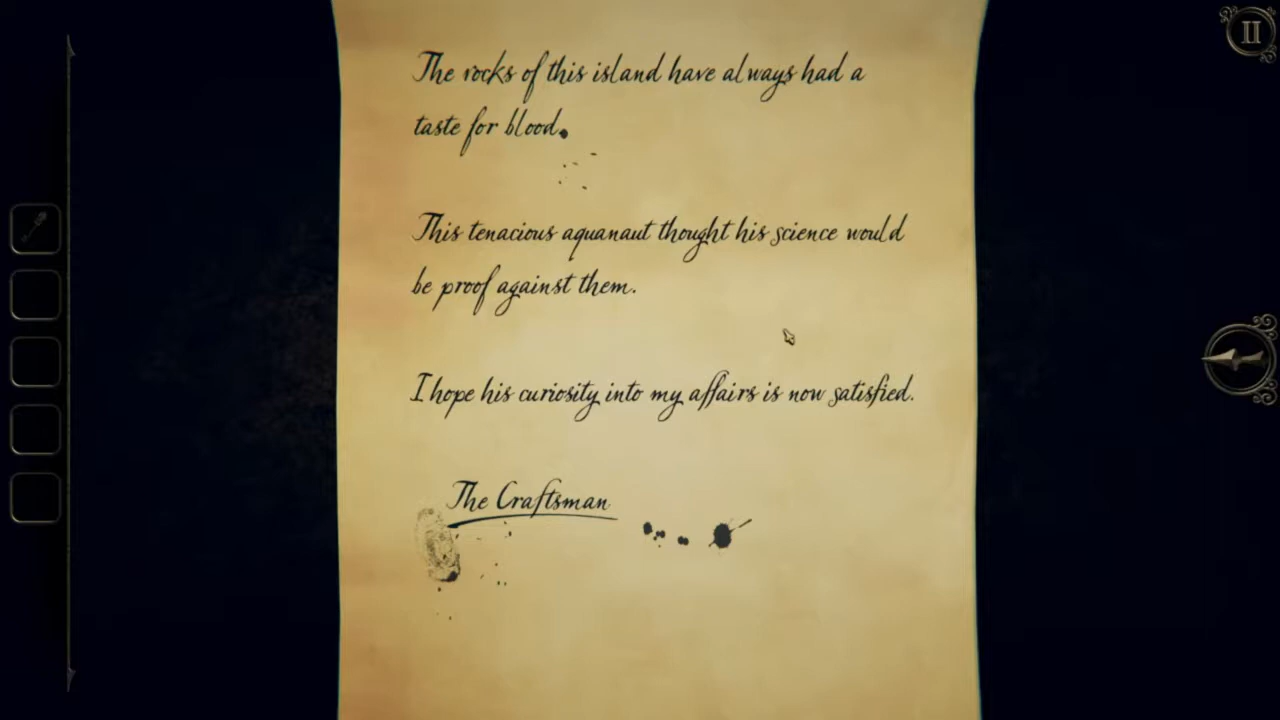 The rocks of this island have always had a
taste for blood.
This tenacious aquanaut thought his science would
be proof against them.
I hope his curiosity into my affairs is now satisfied.
The Craftsman